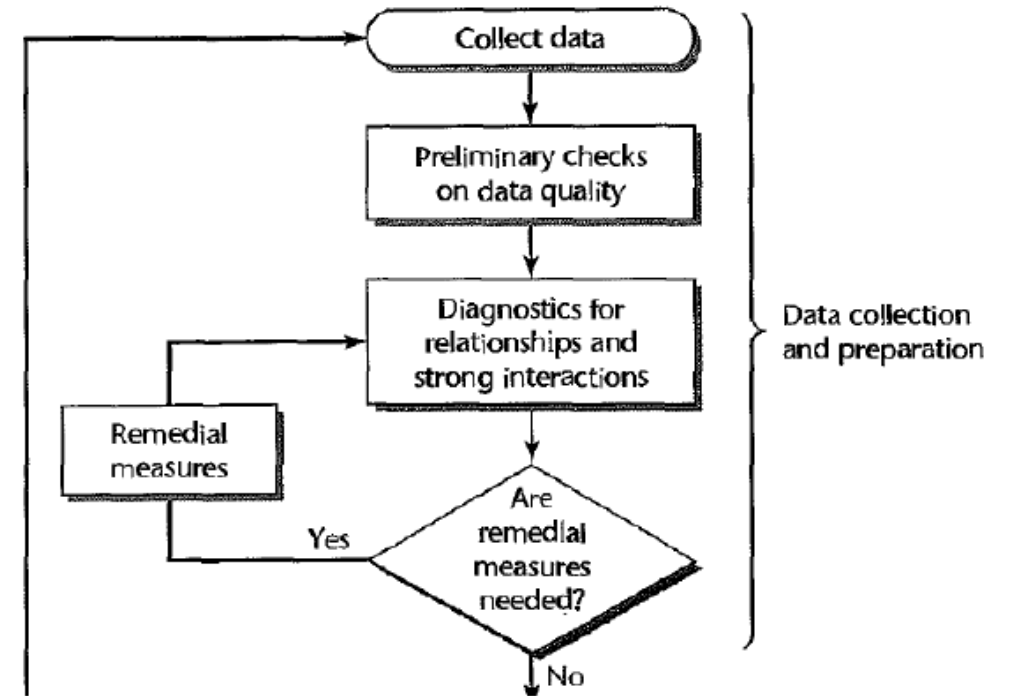 Collect data
Preliminary checks
on data quality
Diagnostics for
relationships and
strong interactions
Data collection
and preparation
Remedial
measures
Are
remedial
measures
needed?
Yes
No